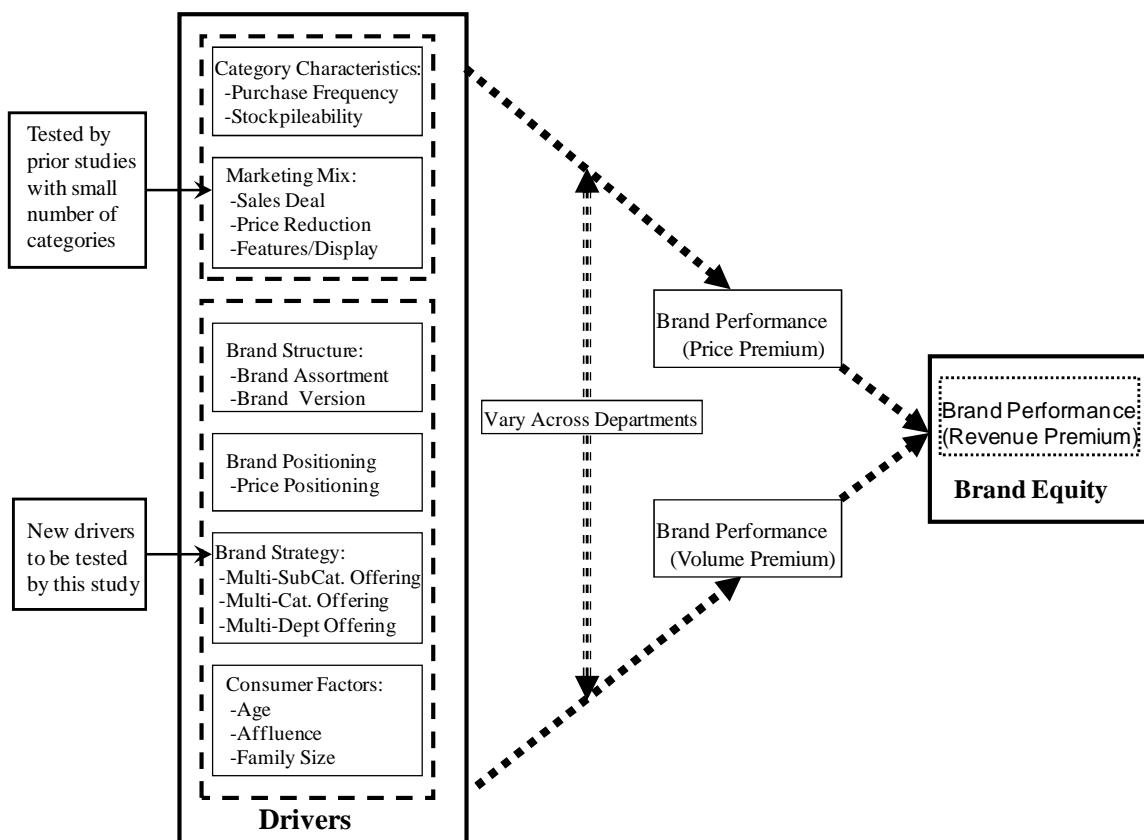 Tested by
prior studies
with small
number of
categories
New drivers
to be tested
by this study
Category Characteristics:
-Purchase Frequency
-Stockpileability
Marketing Mix:
-Sales Deal
-Price Reduction
-Features/Display
Brand Structure:
-Brand Assortment
-Brand Version
Brand Positioning
-Price Positioning
Brand Strategy:
-Multi-SubCat. Offering
-Multi-Cat. Offering
-Multi-Dept Offering
Consumer Factors:
-Age
-Affluence
-Family Size
Drivers
Vary Across Departments
Brand Performance
(Price Premium)
Brand Performance
(Volume Premium)
Brand Performance
(Revenue Premium)
Brand Equity